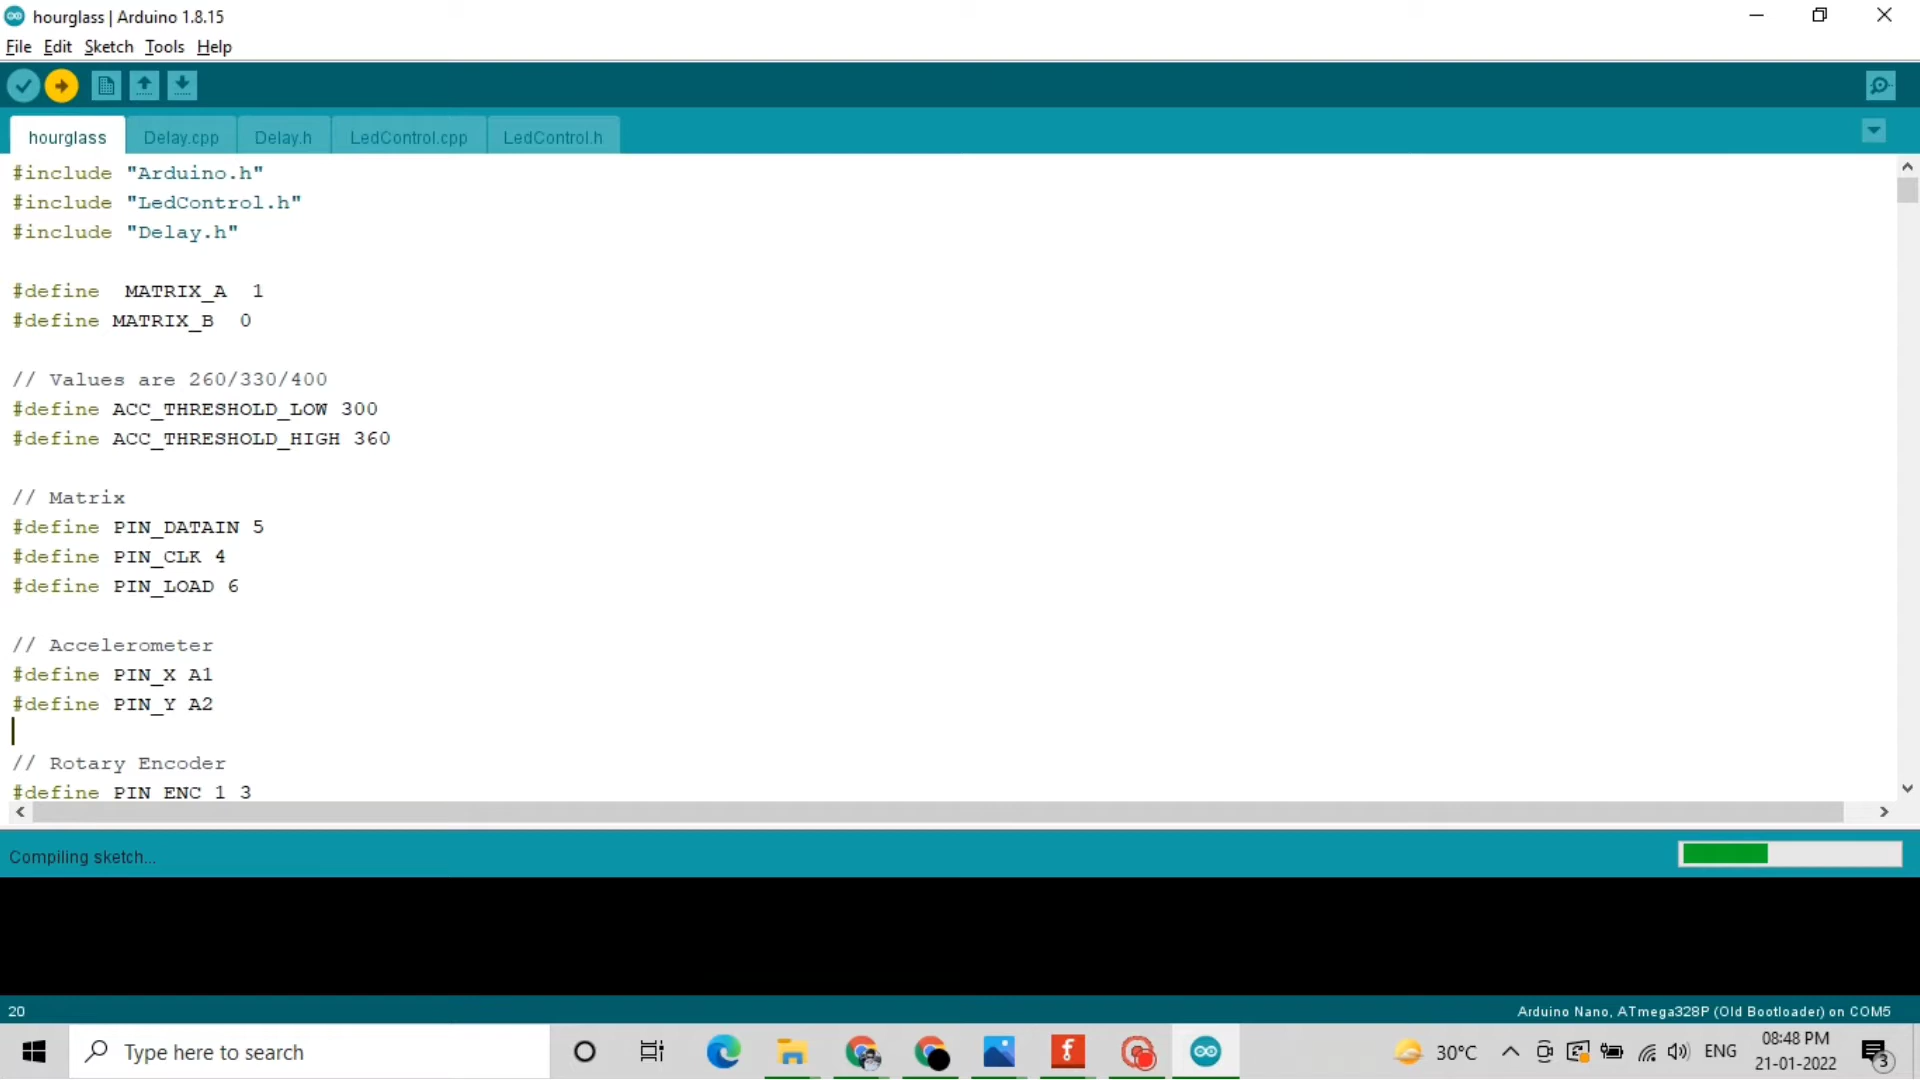 hourglass | Arduino 1.8.15
File Edit Sketch Tools Help
hourglass Delay.cpp Delay.h LedControl.cpp LedControl.h
#include "Arduino.h"
#include "LedControl.h"
#include "Delay.h"
#define  MATRIX_A  1
#define MATRIX_B  0
// Values are 260/330/400
#define ACC_THRESHOLD_LOW 300
#define ACC_THRESHOLD_HIGH 360
// Matrix
#define PIN_DATAIN 5
#define PIN_CLK 4
#define PIN_LOAD 6
// Accelerometer
#define PIN_X A1
#define PIN_Y A2
// Rotary Encoder
#define PIN_ENC_1 3
Compiling sketch...
20
Arduino Nano, ATmega328P (Old Bootloader) on COM5
Type here to search
30°C
ENG
08:48 PM
21-01-2022
3